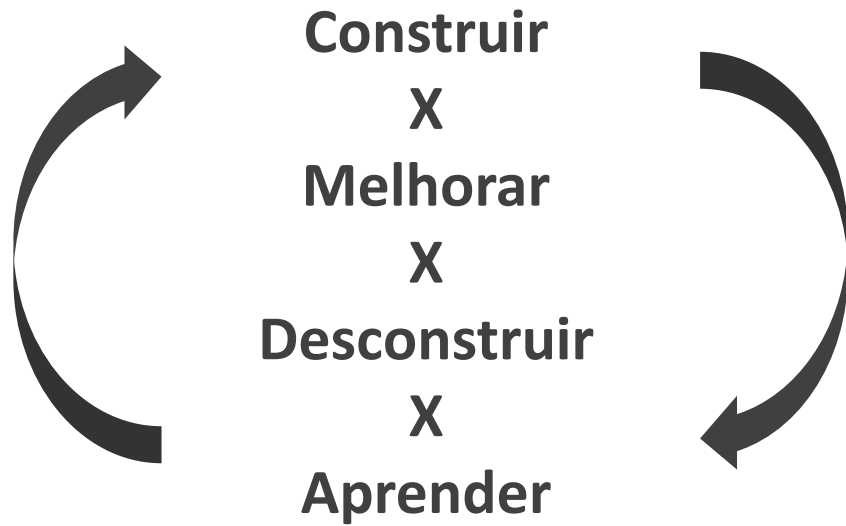 Construir
X
Melhorar
X
Desconstruir
X
Aprender